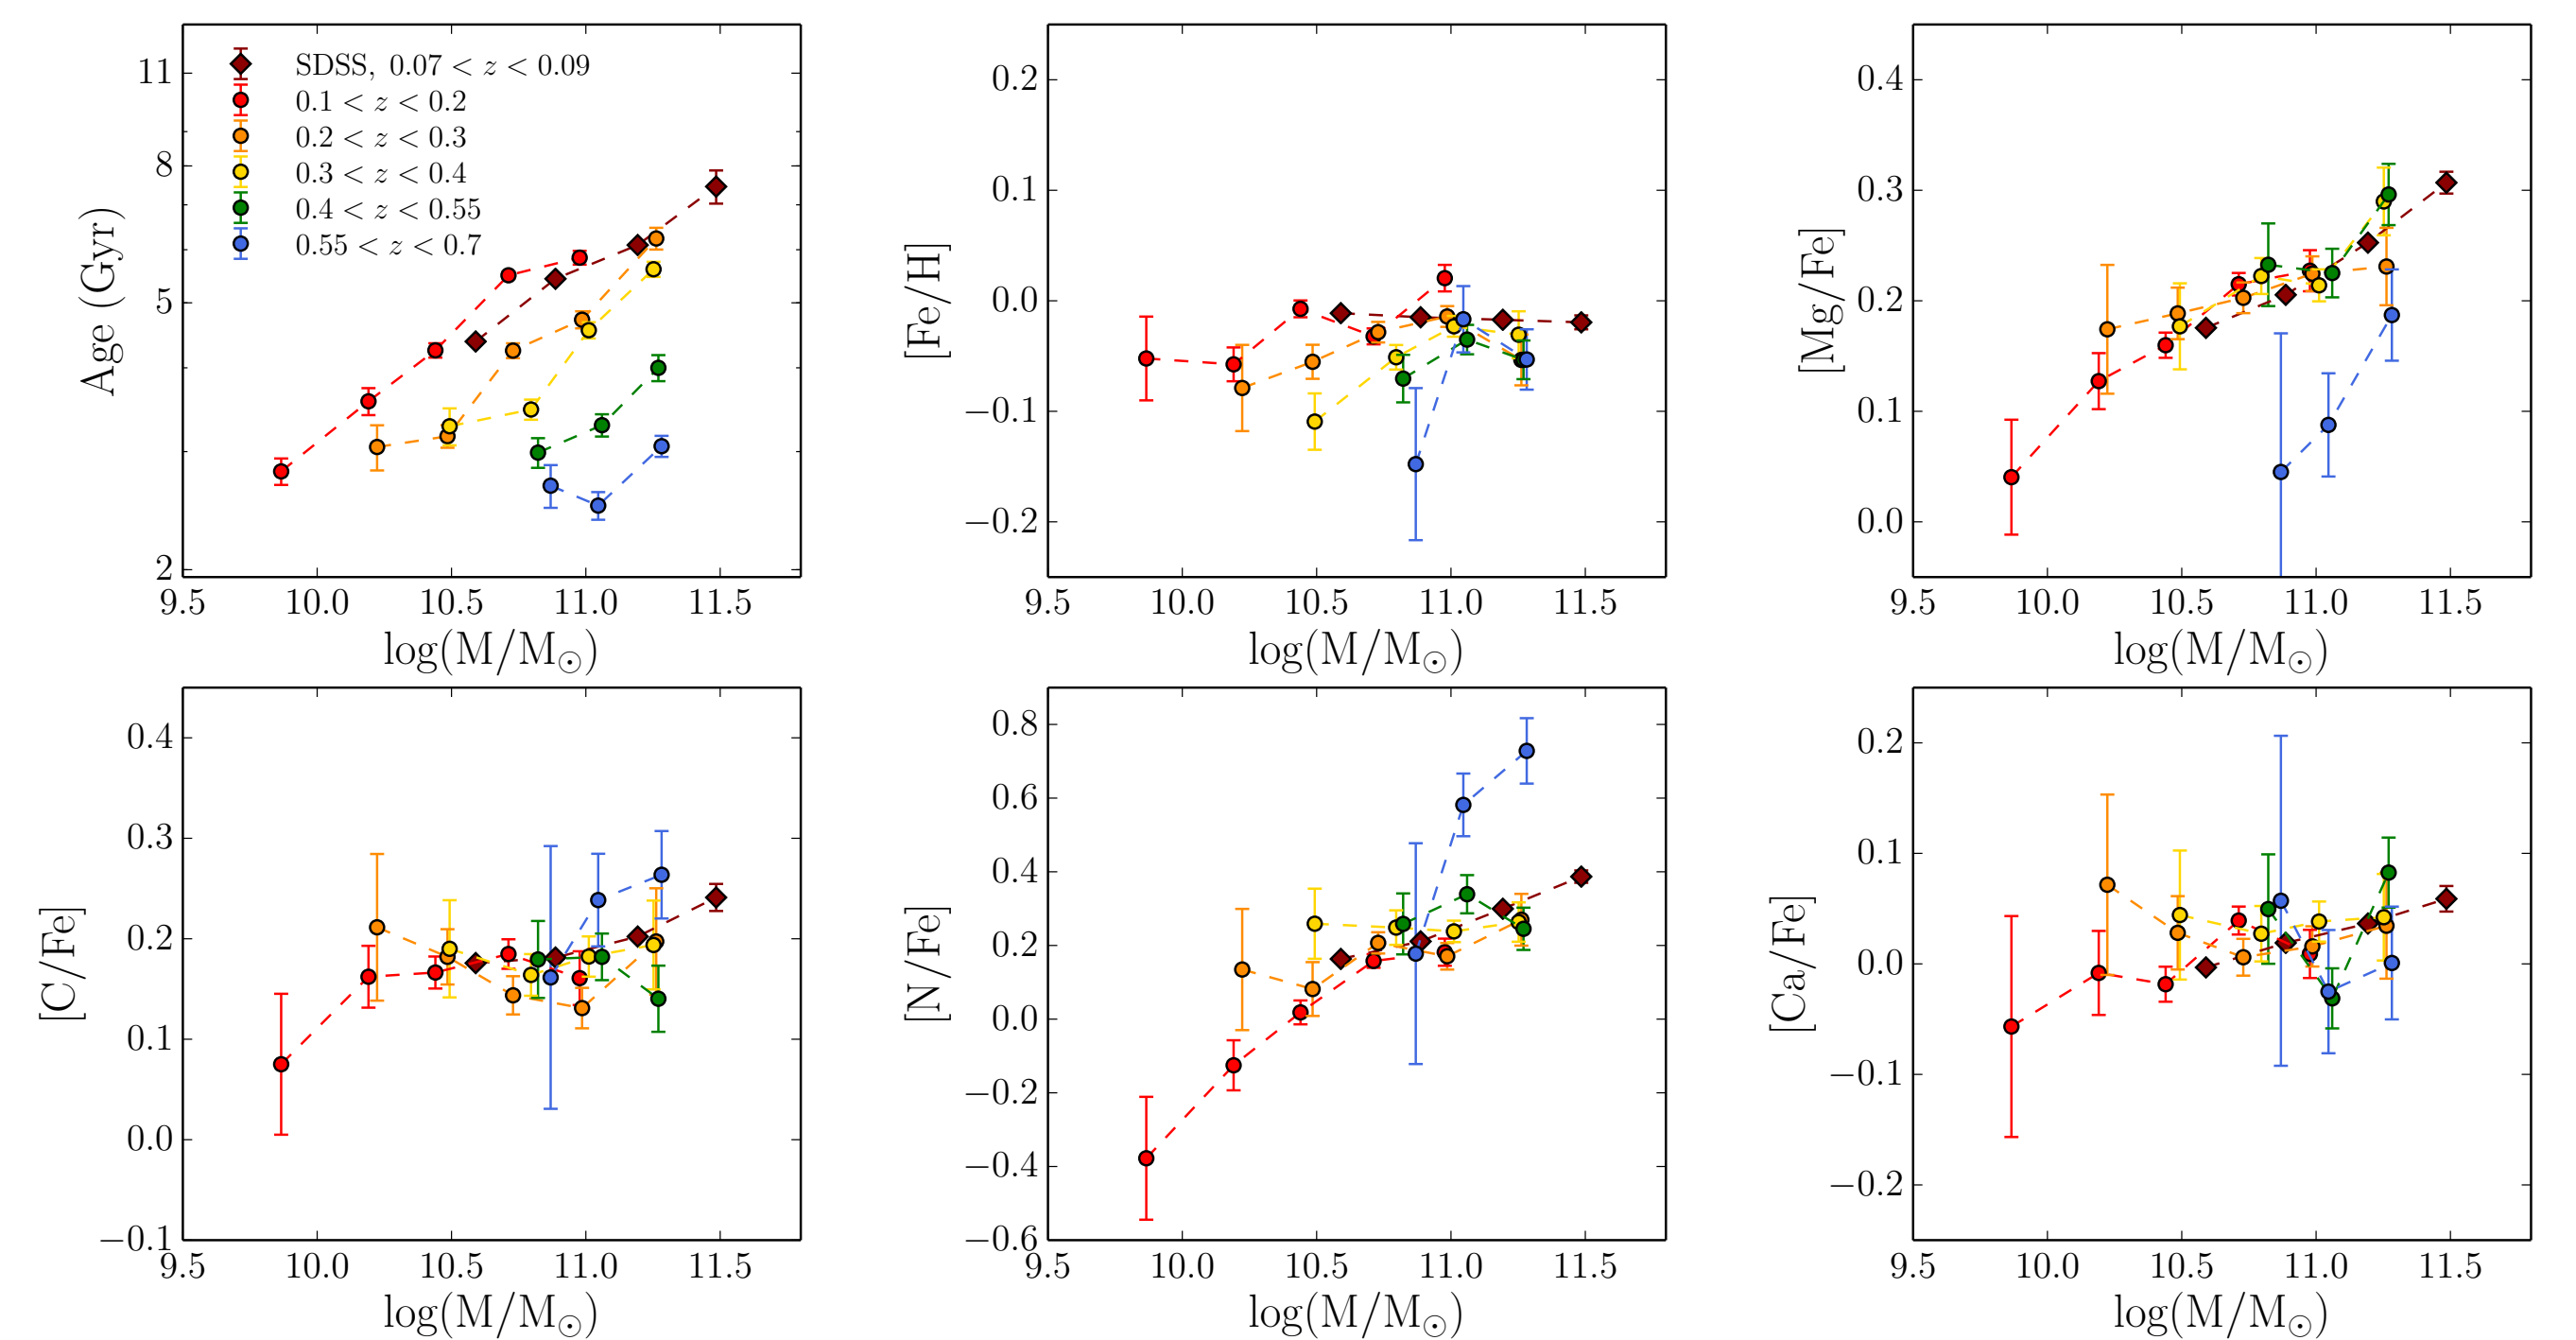 SDSS, 0.07 < z < 0.09
0.1 < z < 0.2
0.2 < z < 0.3
0.3 < z < 0.4
0.4 < z < 0.55
0.55 < z < 0.7
Age (Gyr)
11
8
5
2
9.5 10.0 10.5 11.0 11.5
log(M/M⊙)
[Fe/H]
0.2
0.1
0.0
−0.1
−0.2
9.5 10.0 10.5 11.0 11.5
log(M/M⊙)
[Mg/Fe]
0.4
0.3
0.2
0.1
0.0
9.5 10.0 10.5 11.0 11.5
log(M/M⊙)
[C/Fe]
0.4
0.3
0.2
0.1
0.0
−0.1
9.5 10.0 10.5 11.0 11.5
log(M/M⊙)
[N/Fe]
0.8
0.6
0.4
0.2
0.0
−0.2
−0.4
−0.6
9.5 10.0 10.5 11.0 11.5
log(M/M⊙)
[Ca/Fe]
0.2
0.1
0.0
−0.1
−0.2
9.5 10.0 10.5 11.0 11.5
log(M/M⊙)